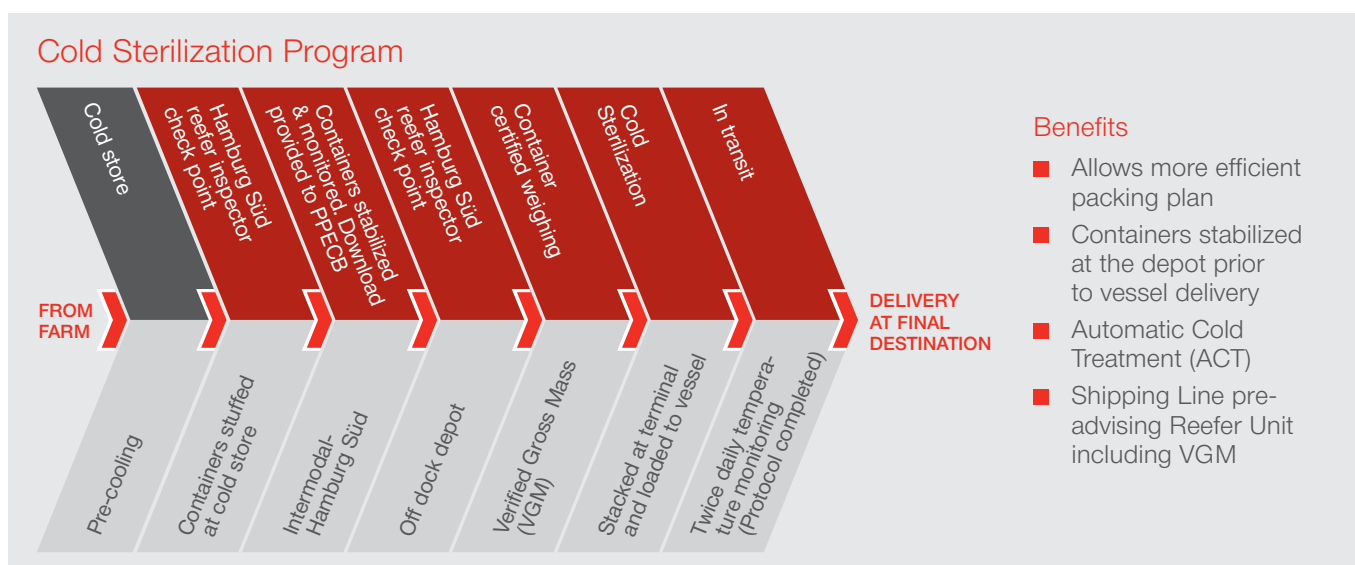 Cold Sterilization Program
Cold store
Hamburg Süd
reefer inspector
check point
Containers stabilized
& monitored. Download
provided to PPECB
Hamburg Süd
reefer inspector
check point
Container
certified weighing
Cold
Sterilization
In transit
FROM
FARM
DELIVERY
AT FINAL
DESTINATION
Pre-cooling
Containers stuffed
at cold store
Intermodal-
Hamburg Süd
Off dock depot
Verified Gross Mass
(VGM)
Stacked at terminal
and loaded to vessel
Twice daily tempera-
ture monitoring
(Protocol completed)
Benefits
Allows more efficient
packing plan
Containers stabilized
at the depot prior
to vessel delivery
Automatic Cold
Treatment (ACT)
Shipping Line pre-
advising Reefer Unit
including VGM